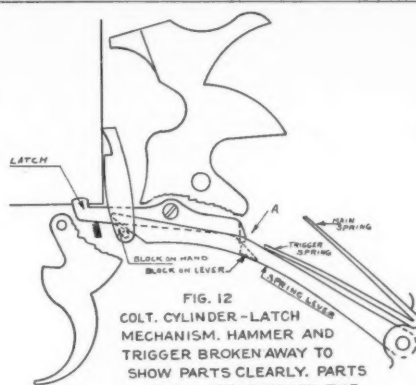 LATCH
A
MAIN
SPRING
TRIGGER
SPRING
BLOCK ON HAND
BLOCK ON LEVER
SPRING LEVER
FIG. 12
COLT. CYLINDER-LATCH
MECHANISM. HAMMER AND
TRIGGER BROKEN AWAY TO
SHOW PARTS CLEARLY. PARTS